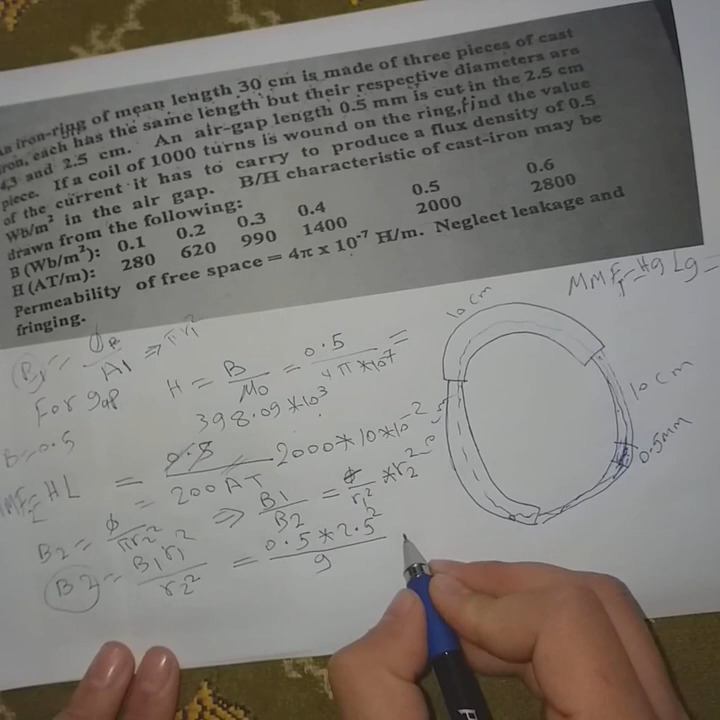 An iron-ring of mean length 30 cm is made of three pieces of cast
iron, each has the same length but their respective diameters are
4,3 and 2.5 cm. An air-gap length 0.5 mm is cut in the 2.5 cm
piece. If a coil of 1000 turns is wound on the ring,find the value
of the current it has to carry to produce a flux density of 0.5
Wb/m² in the air gap. B/H characteristic of cast-iron may be
drawn from the following:
B (Wb/m²): 0.1 0.2 0.3 0.4 0.5 0.6
H (AT/m): 280 620 990 1400 2000 2800
Permeability of free space = 4π x 10⁻⁷ H/m. Neglect leakage and
fringing.
MMF = Hg Lg =
10 cm
B₁ = Φ / A1 => πr₁²
For gap
H = B / M0 = 0.5 / 4π*10⁷ =
398.09*10³
10 cm
0.5mm
B=0.5
MMF = HL = 2000*10*10⁻²
= 200 AT
B2 = Φ / πr₂² => B1 / B2 = Φ / r₁² * r₂²
B2 = B1r₁² / r₂² = 0.5*2.5² / 9